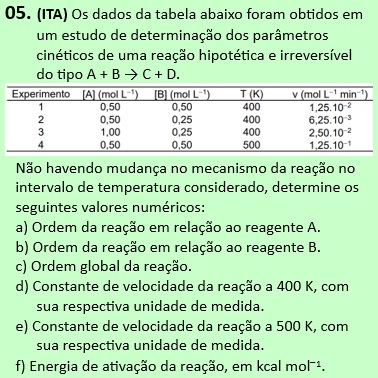 05. (ITA) Os dados da tabela abaixo foram obtidos em
um estudo de determinação dos parâmetros
cinéticos de uma reação hipotética e irreversível
do tipo A + B → C + D.
Experimento [A] (mol L⁻¹) [B] (mol L⁻¹) T (K) v (mol L⁻¹ min⁻¹)
1 0,50 0,50 400 1,25.10⁻²
2 0,50 0,25 400 6,25.10⁻³
3 1,00 0,25 400 2,50.10⁻²
4 0,50 0,50 500 1,25.10⁻¹
Não havendo mudança no mecanismo da reação no
intervalo de temperatura considerado, determine os
seguintes valores numéricos:
a) Ordem da reação em relação ao reagente A.
b) Ordem da reação em relação ao reagente B.
c) Ordem global da reação.
d) Constante de velocidade da reação a 400 K, com
sua respectiva unidade de medida.
e) Constante de velocidade da reação a 500 K, com
sua respectiva unidade de medida.
f) Energia de ativação da reação, em kcal mol⁻¹.